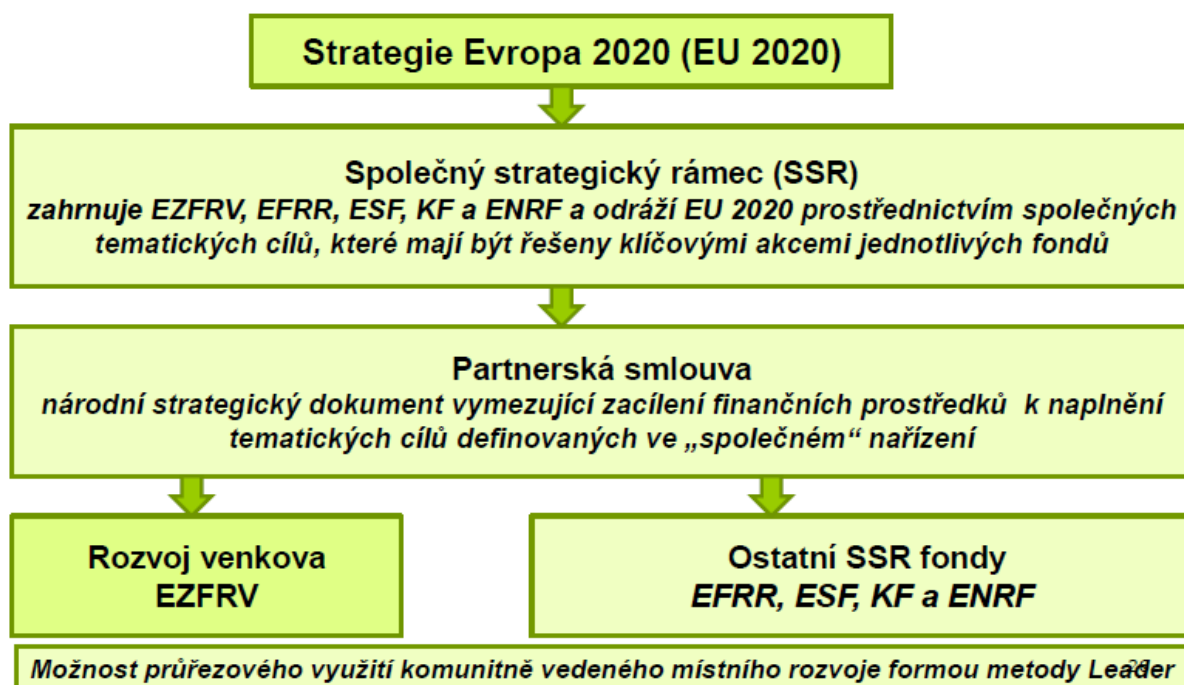 Strategie Evropa 2020 (EU 2020)
Společný strategický rámec (SSR)
zahrnuje EZFRV, EFRR, ESF, KF a ENRF a odráží EU 2020 prostřednictvím společných
tematických cílů, které mají být řešeny klíčovými akcemi jednotlivých fondů
Partnerská smlouva
národní strategický dokument vymezující zacílení finančních prostředků k naplnění
tematických cílů definovaných ve „společném“ nařízení
Rozvoj venkova
EZFRV
Ostatní SSR fondy
EFRR, ESF, KF a ENRF
Možnost průřezového využití komunitně vedeného místního rozvoje formou metody Leader